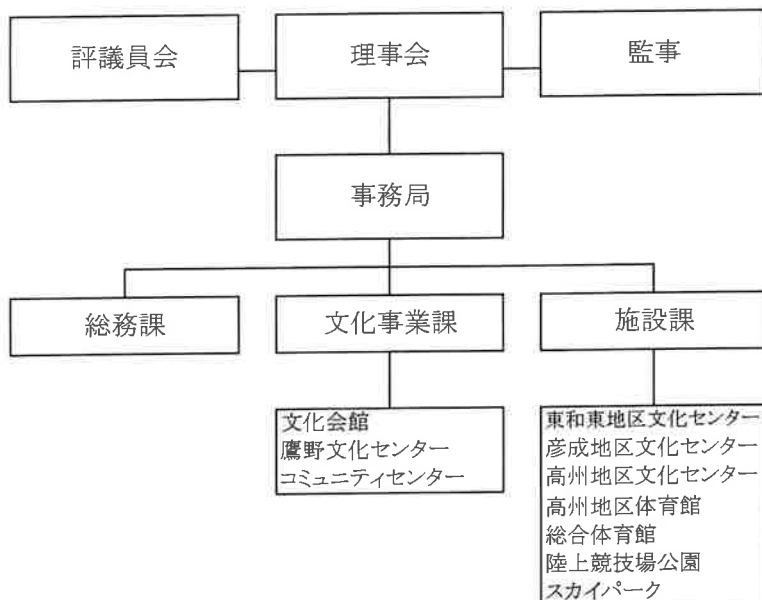 評議員会
理事会
監事
事務局
総務課
文化事業課
施設課
文化会館
鷹野文化センター
コミュニティセンター
東和東地区文化センター
彦成地区文化センター
高州地区文化センター
高州地区体育館
総合体育館
陸上競技場公園
スカイパーク